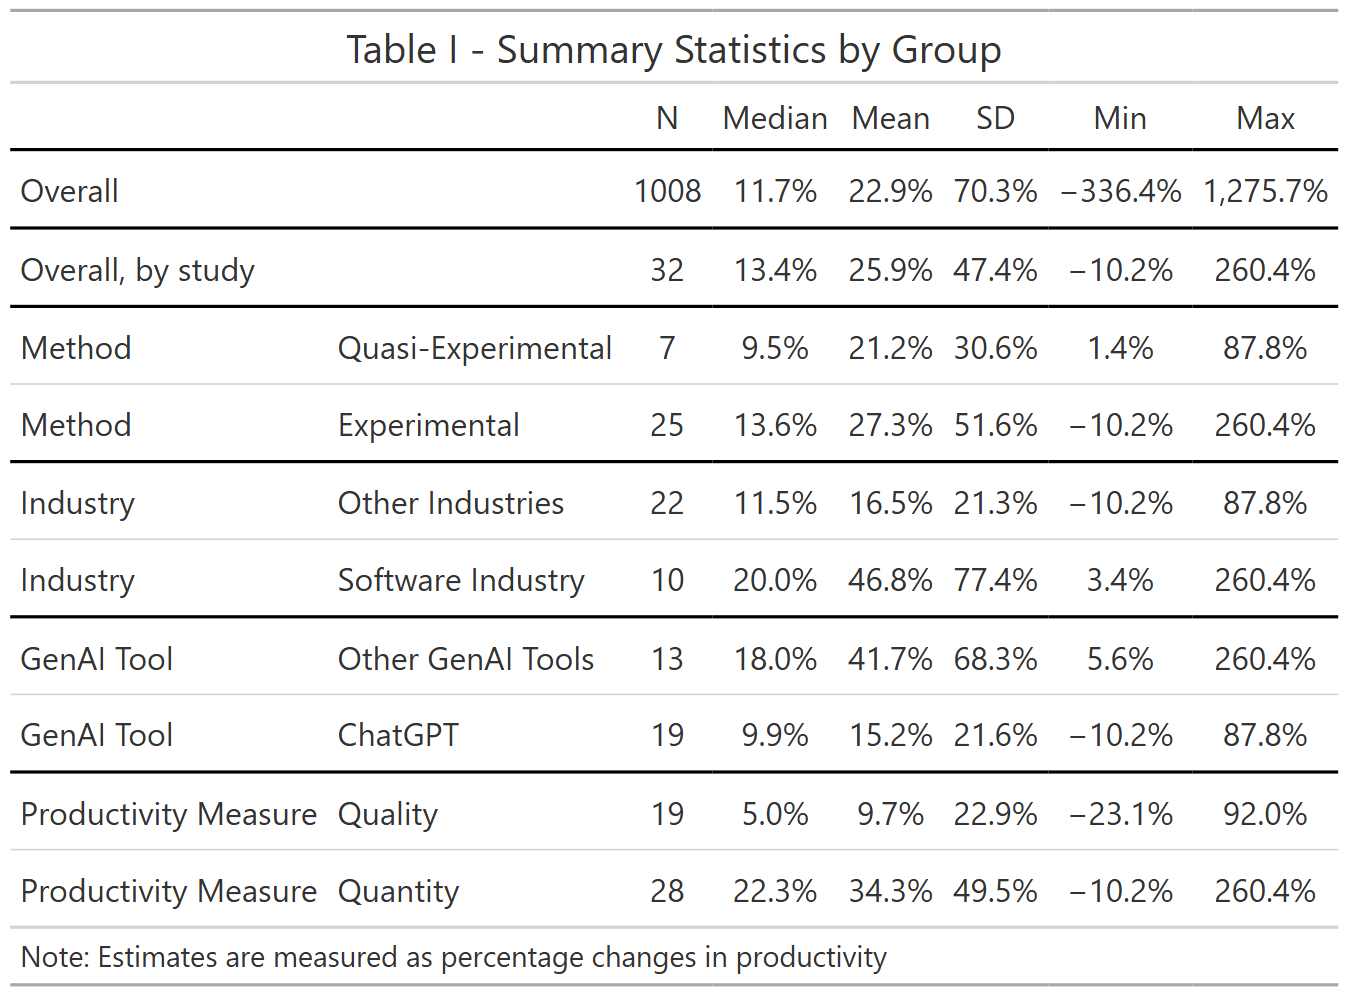 Table I - Summary Statistics by Group
N Median Mean SD Min Max
Overall 1008 11.7% 22.9% 70.3% −336.4% 1,275.7%
Overall, by study 32 13.4% 25.9% 47.4% −10.2% 260.4%
Method Quasi-Experimental 7 9.5% 21.2% 30.6% 1.4% 87.8%
Method Experimental 25 13.6% 27.3% 51.6% −10.2% 260.4%
Industry Other Industries 22 11.5% 16.5% 21.3% −10.2% 87.8%
Industry Software Industry 10 20.0% 46.8% 77.4% 3.4% 260.4%
GenAI Tool Other GenAI Tools 13 18.0% 41.7% 68.3% 5.6% 260.4%
GenAI Tool ChatGPT 19 9.9% 15.2% 21.6% −10.2% 87.8%
Productivity Measure Quality 19 5.0% 9.7% 22.9% −23.1% 92.0%
Productivity Measure Quantity 28 22.3% 34.3% 49.5% −10.2% 260.4%
Note: Estimates are measured as percentage changes in productivity